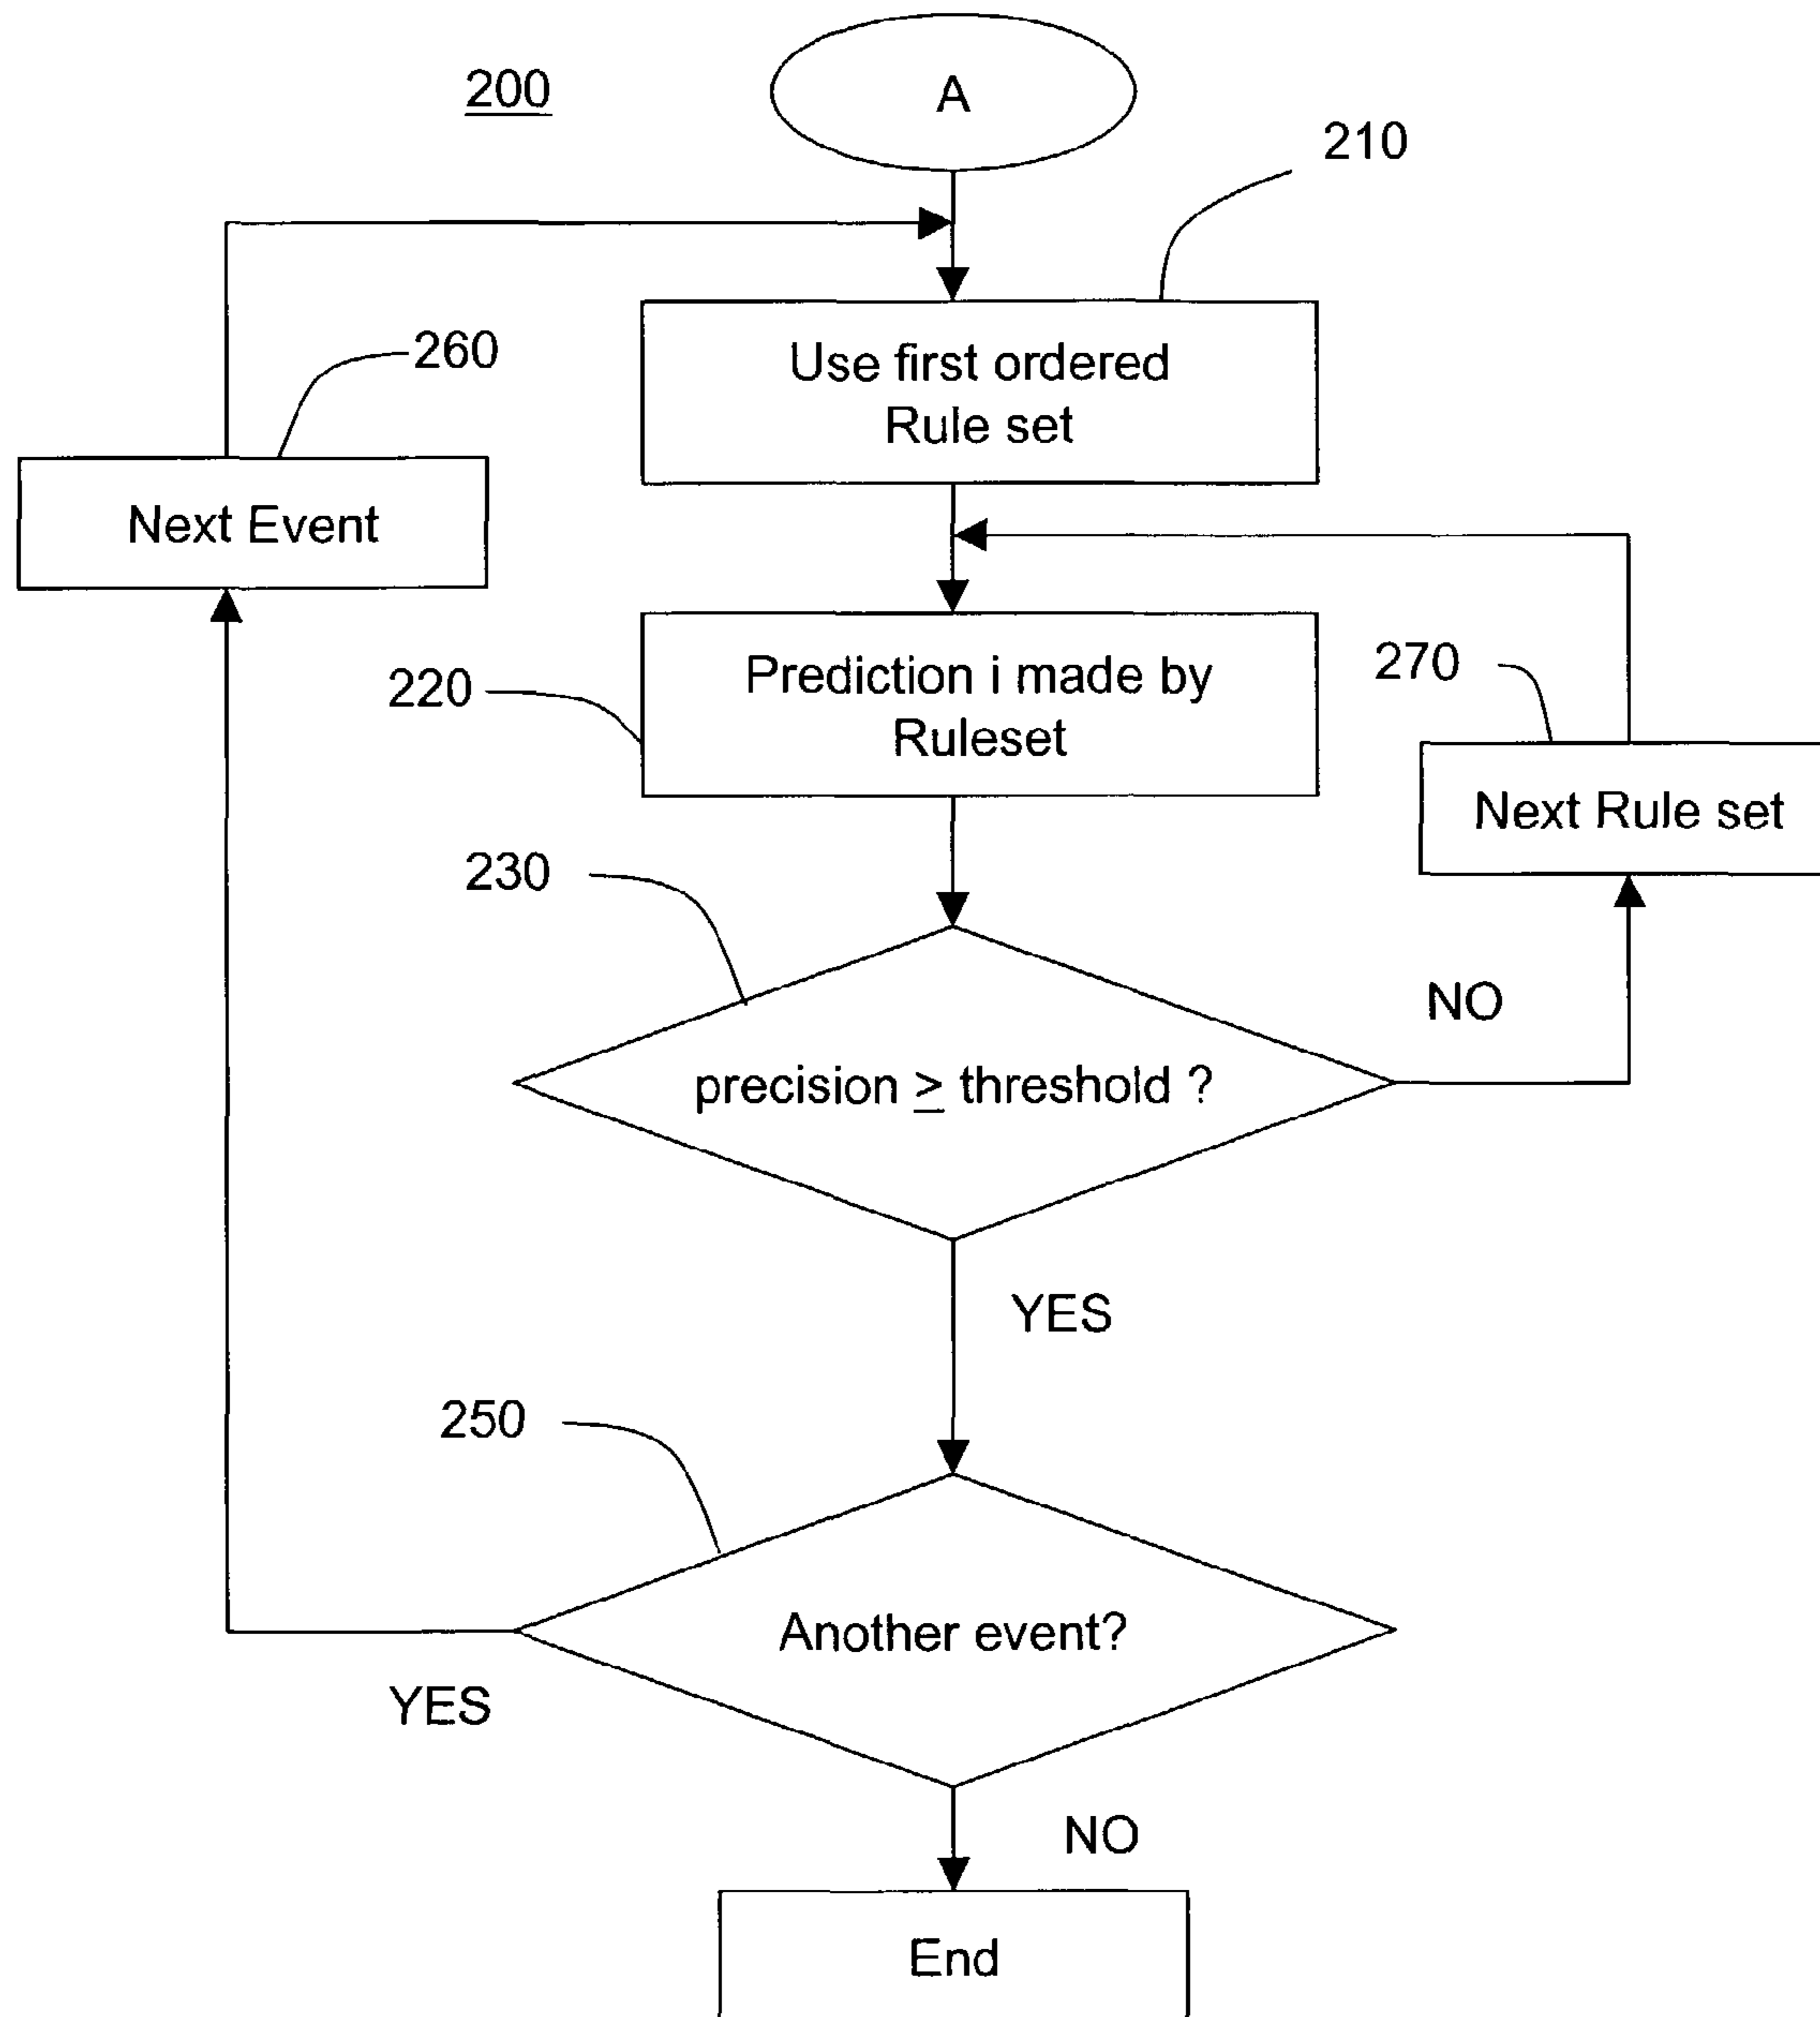 200
A
210
Use first ordered
Rule set
260
Next Event
220
Prediction i made by
Ruleset
270
Next Rule set
230
precision ≥ threshold ?
NO
YES
250
Another event?
YES
NO
End